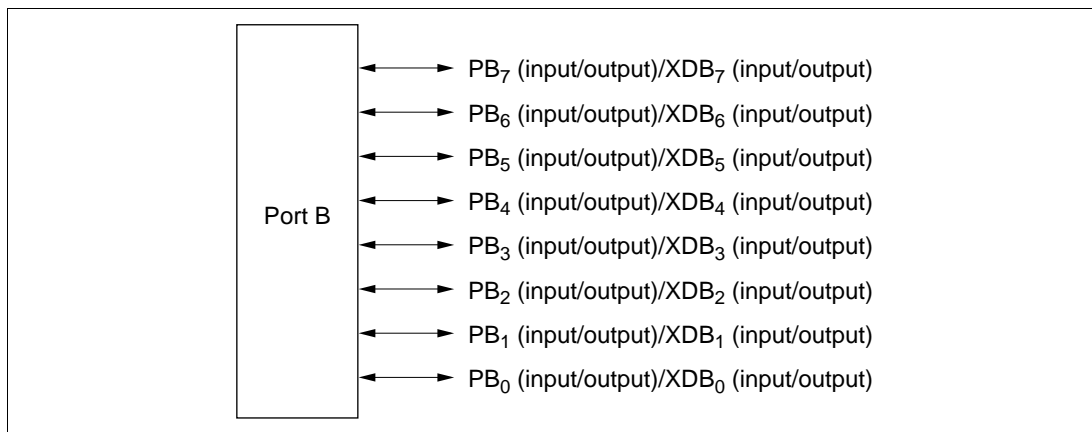 Port B
PB₇ (input/output)/XDB₇ (input/output)
PB₆ (input/output)/XDB₆ (input/output)
PB₅ (input/output)/XDB₅ (input/output)
PB₄ (input/output)/XDB₄ (input/output)
PB₃ (input/output)/XDB₃ (input/output)
PB₂ (input/output)/XDB₂ (input/output)
PB₁ (input/output)/XDB₁ (input/output)
PB₀ (input/output)/XDB₀ (input/output)